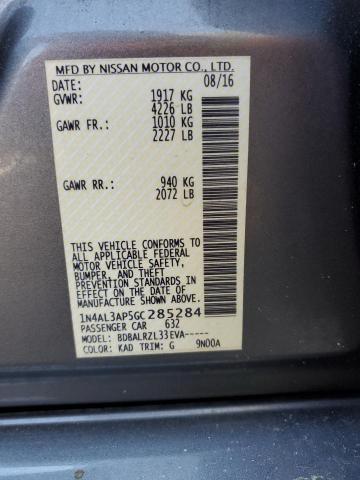 MFD BY NISSAN MOTOR CO., LTD.
DATE: 08/16
GVWR: 1917 KG
4226 LB
GAWR FR.: 1010 KG
2227 LB
GAWR RR.: 940 KG
2072 LB
THIS VEHICLE CONFORMS TO
ALL APPLICABLE FEDERAL
MOTOR VEHICLE SAFETY,
BUMPER, AND THEFT
PREVENTION STANDARDS IN
EFFECT ON THE DATE OF
MANUFACTURE SHOWN ABOVE.
1N4AL3AP5GC285284
PASSENGER CAR 632
MODEL: BDBALRZL33EVA-----
COLOR: KAD TRIM: G 9N00A